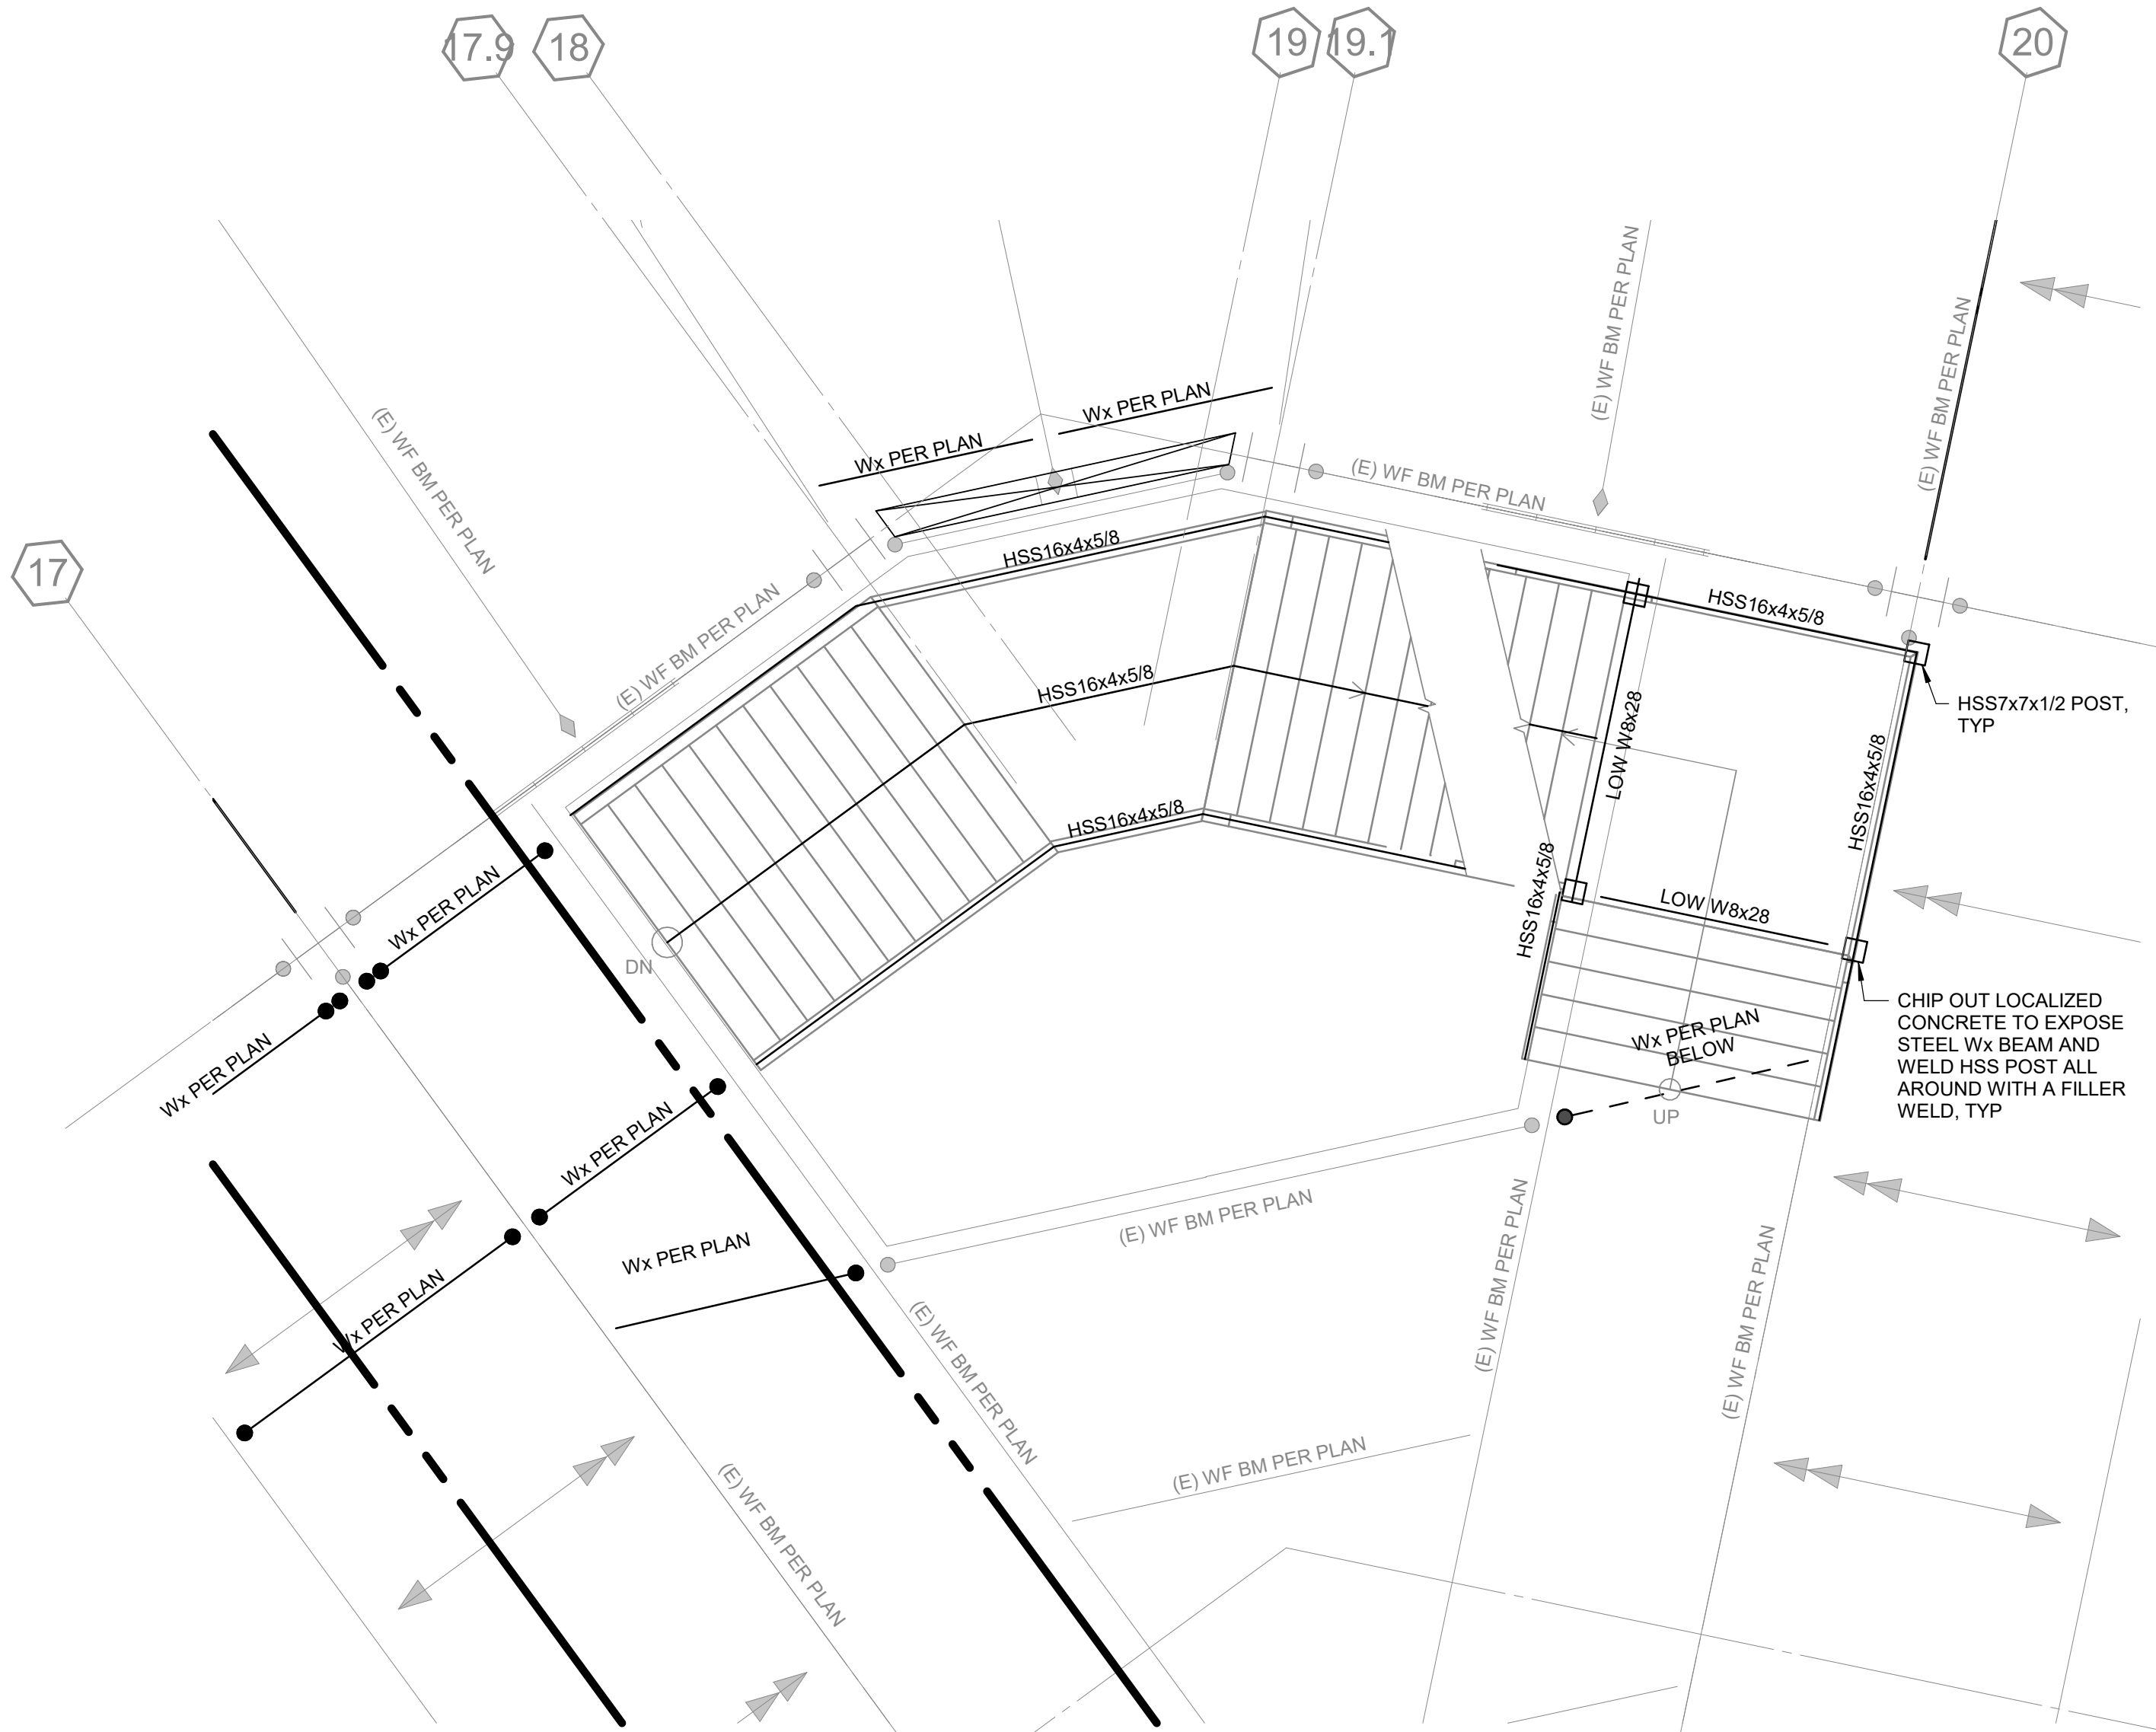 17.9
18
19
19.1
20
(E) WF BM PER PLAN
(E) WF BM PER PLAN
Wx PER PLAN
Wx PER PLAN
(E) WF BM PER PLAN
(E) WF BM PER PLAN
17
(E) WF BM PER PLAN
HSS16x4x5/8
HSS16x4x5/8
HSS16x4x5/8
HSS16x4x5/8
LOW W8x28
HSS7x7x1/2 POST,
TYP
HSS16x4x5/8
HSS16x4x5/8
LOW W8x28
Wx PER PLAN
DN
CHIP OUT LOCALIZED
CONCRETE TO EXPOSE
STEEL Wx BEAM AND
WELD HSS POST ALL
AROUND WITH A FILLER
WELD, TYP
Wx PER PLAN
BELOW
UP
Wx PER PLAN
Wx PER PLAN
Wx PER PLAN
Wx PER PLAN
(E) WF BM PER PLAN
(E) WF BM PER PLAN
(E) WF BM PER PLAN
(E) WF BM PER PLAN
(E) WF BM PER PLAN
(E) WF BM PER PLAN